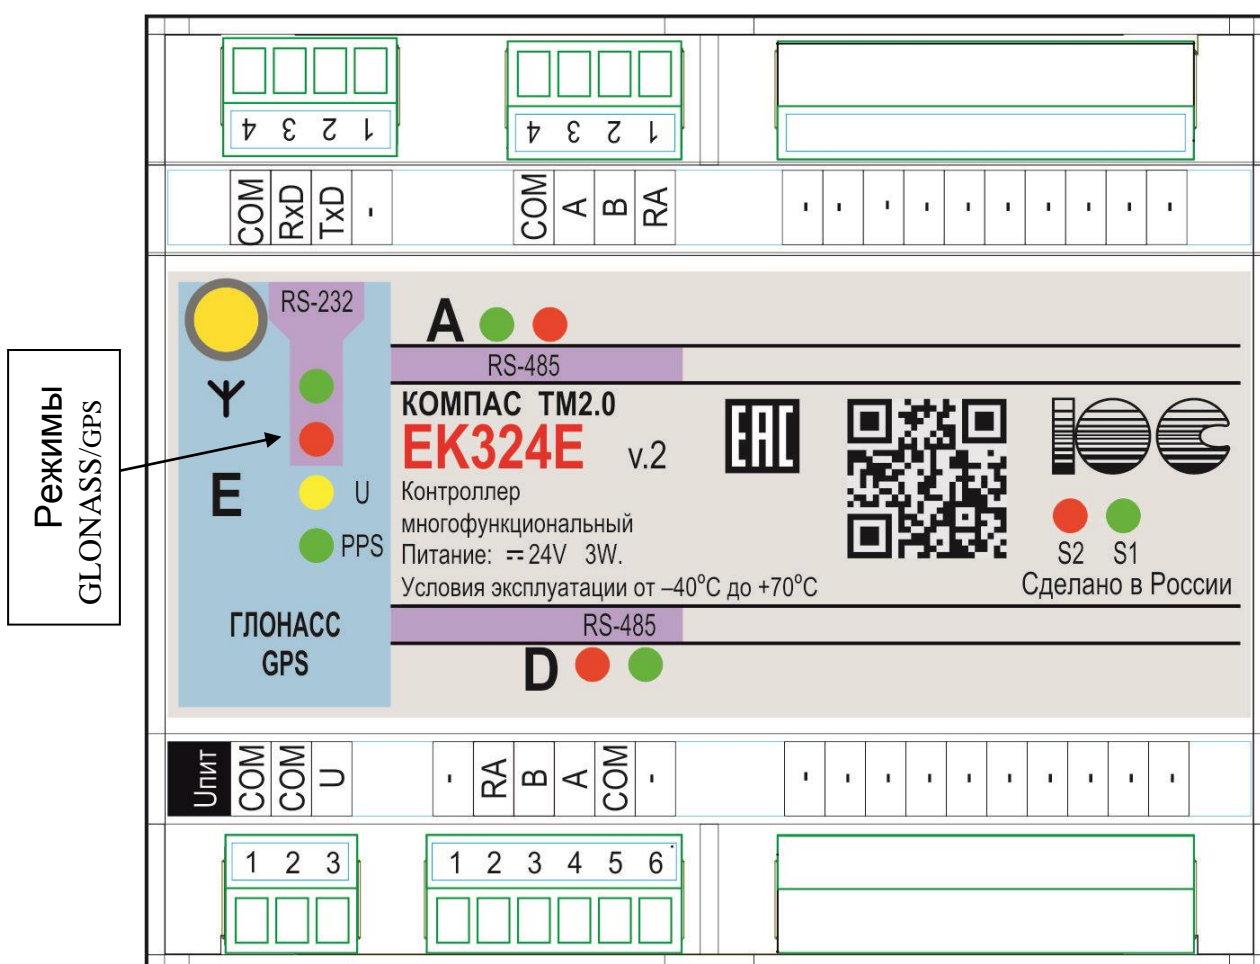 4 3 2 1
4 3 2 1
COM RxD TxD -
COM A B RA
- - - - - - - - - -
RS-232
A
RS-485
Режимы
GLONASS/GPS
КОМПАС ТМ2.0
EK324E v.2
EAC
E
U
PPS
Контроллер
многофункциональный
Питание: ⎓ 24V 3W.
Условия эксплуатации от –40°С до +70°С
S2 S1
Сделано в России
ГЛОНАСС
GPS
RS-485
D
Uпит COM COM U
- RA B A COM -
- - - - - - - - - -
1 2 3
1 2 3 4 5 6